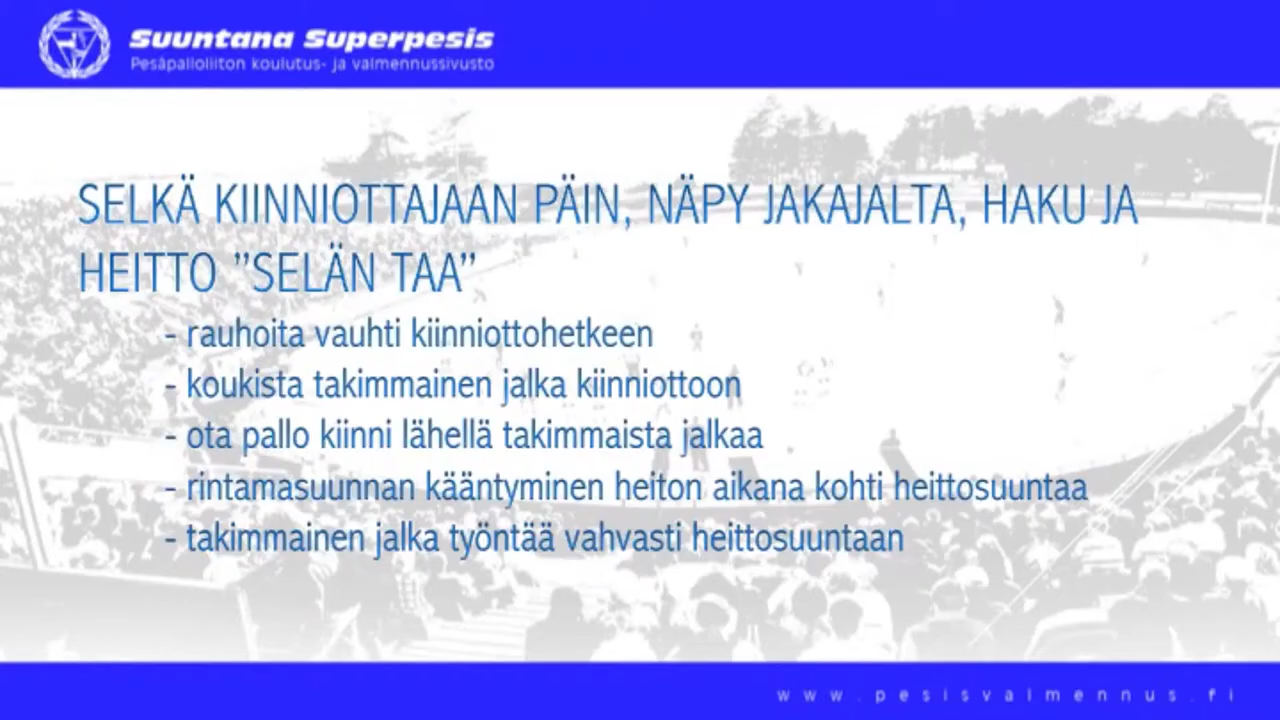 Suuntana Superpesis
Pesäpalloliiton koulutus- ja valmennussivusto
SELKÄ KIINNIOTTAJAAN PÄIN, NÄPY JAKAJALTA, HAKU JA
HEITTO ”SELÄN TAA”
- rauhoita vauhti kiinniottohetkeen
- koukista takimmainen jalka kiinniottoon
- ota pallo kiinni lähellä takimmaista jalkaa
- rintamasuunnan kääntyminen heiton aikana kohti heittosuuntaa
- takimmainen jalka työntää vahvasti heittosuuntaan
www.pesisvalmennus.fi